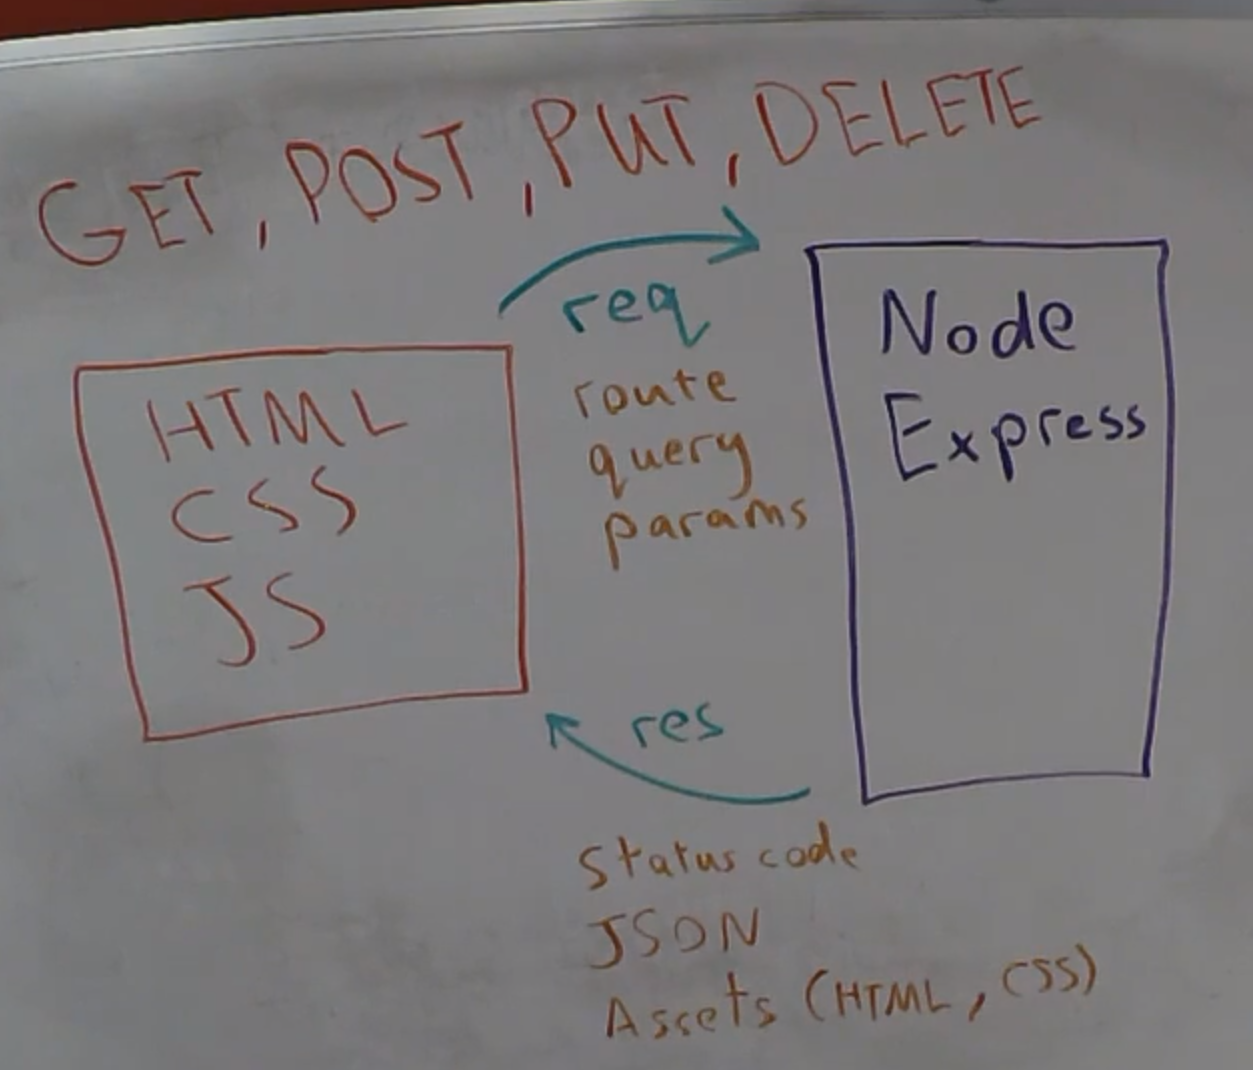 GET, POST, PUT, DELETE
req
route
query
params
HTML
CSS
JS
Node
Express
res
Status code
JSON
Assets (HTML, CSS)